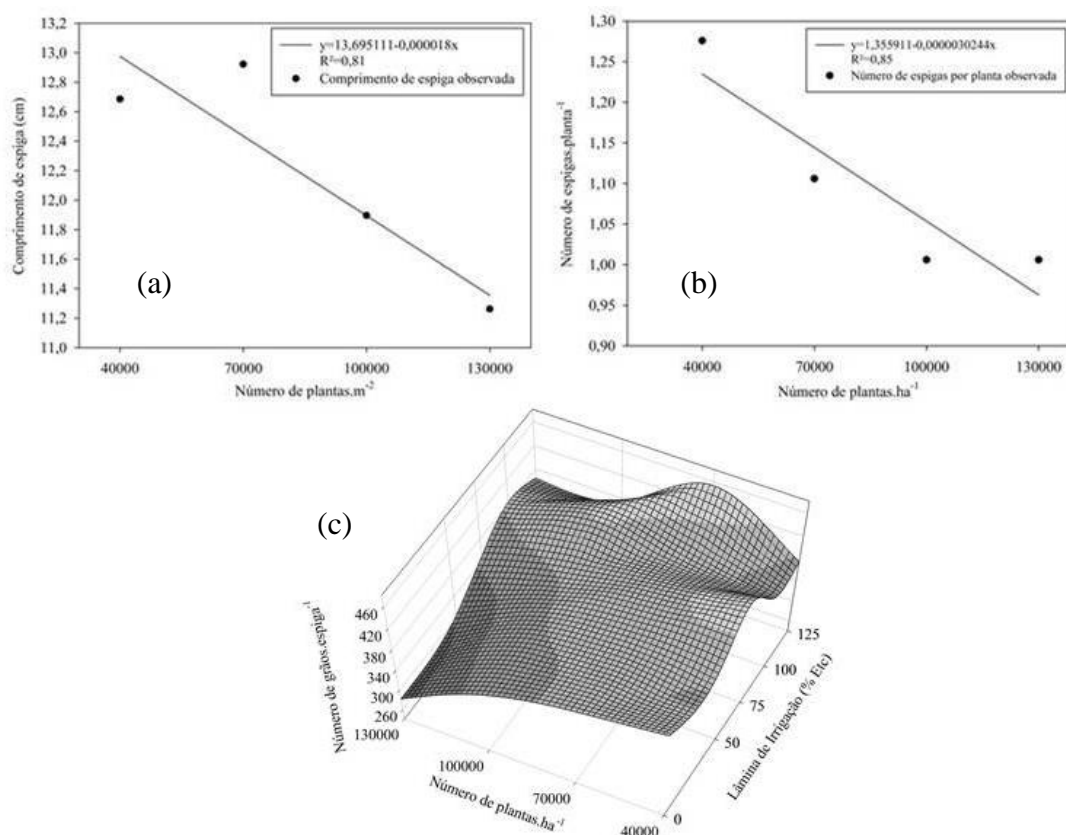 13,2
13,0
12,8
12,6
12,4
12,2
12,0
11,8
11,6
11,4
11,2
11,0
Comprimento de espiga (cm)
y=13,695111-0,000018x
R²=0,81
Comprimento de espiga observada
(a)
40000 70000 100000 130000
Número de plantas.m⁻²
1,30
1,25
1,20
1,15
1,10
1,05
1,00
0,95
0,90
Número de espigas.planta⁻¹
y=1,355911-0,0000030244x
R²=0,85
Número de espigas por planta observada
(b)
40000 70000 100000 130000
Número de plantas.ha⁻¹
(c)
460
420
380
340
300
260
Número de grãos.espiga⁻¹
130000
100000
70000
40000
Número de plantas.ha⁻¹
0
50
75
100
125
Lâmina de Irrigação (% Etc)